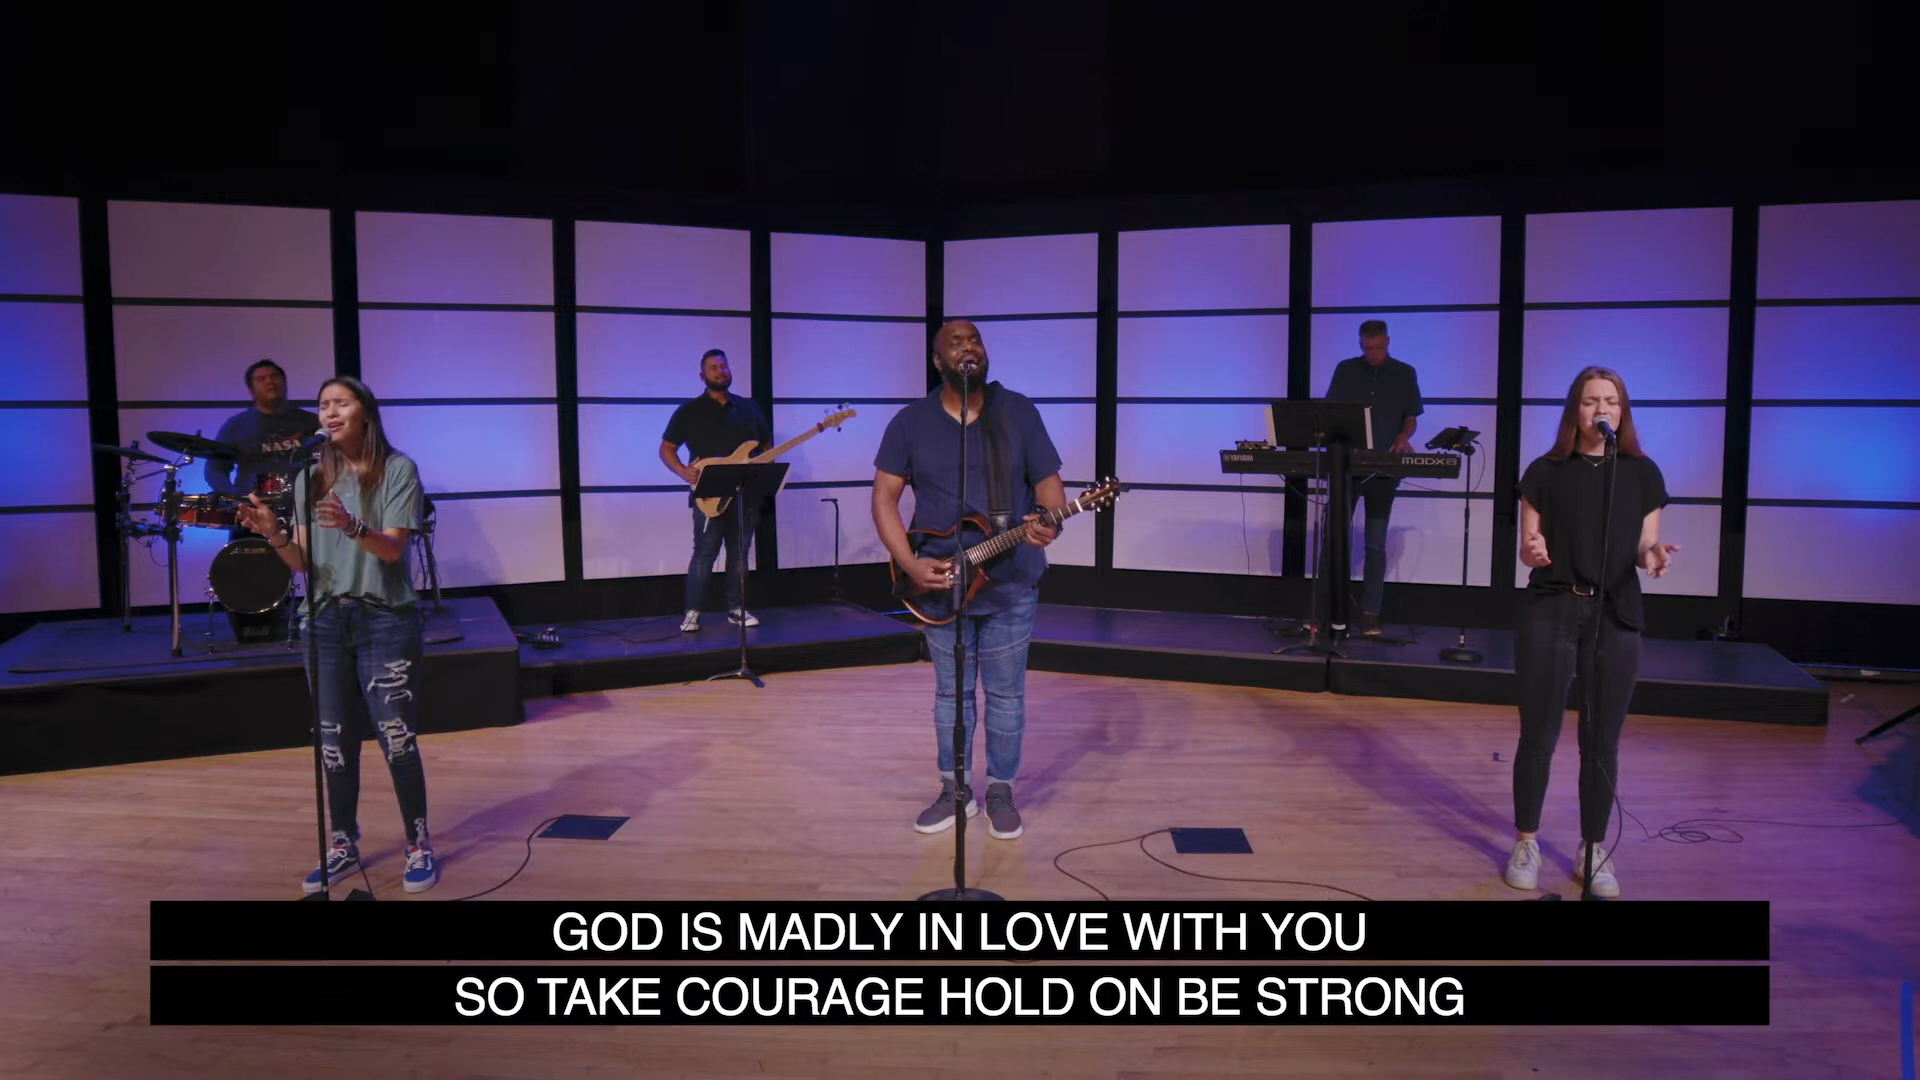 NASA
YAMAHA
MODX8
GOD IS MADLY IN LOVE WITH YOU
SO TAKE COURAGE HOLD ON BE STRONG